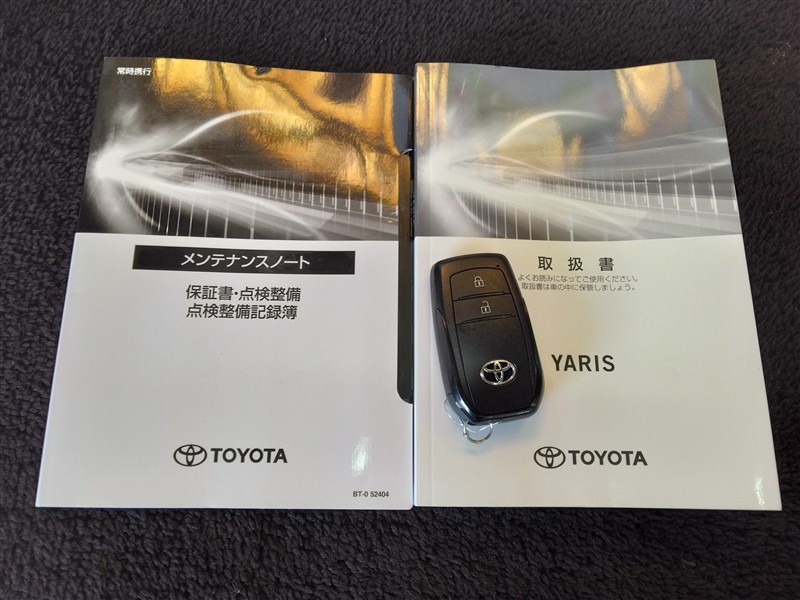 常時携行
メンテナンスノート
保証書・点検整備
点検整備記録簿
TOYOTA
BT-0 52404
取扱書
よくお読みになってご使用ください。
取扱書は車の中に保管しましょう。
YARIS
TOYOTA